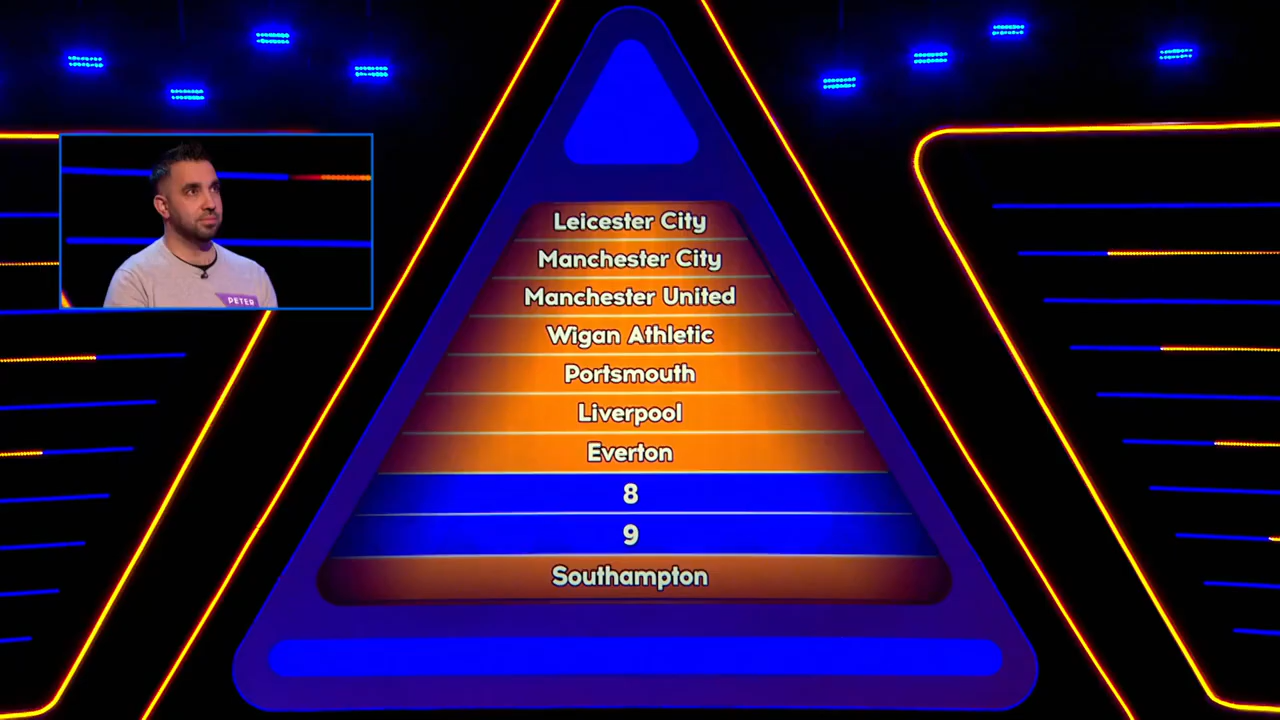 PETER
Leicester City
Manchester City
Manchester United
Wigan Athletic
Portsmouth
Liverpool
Everton
8
9
Southampton